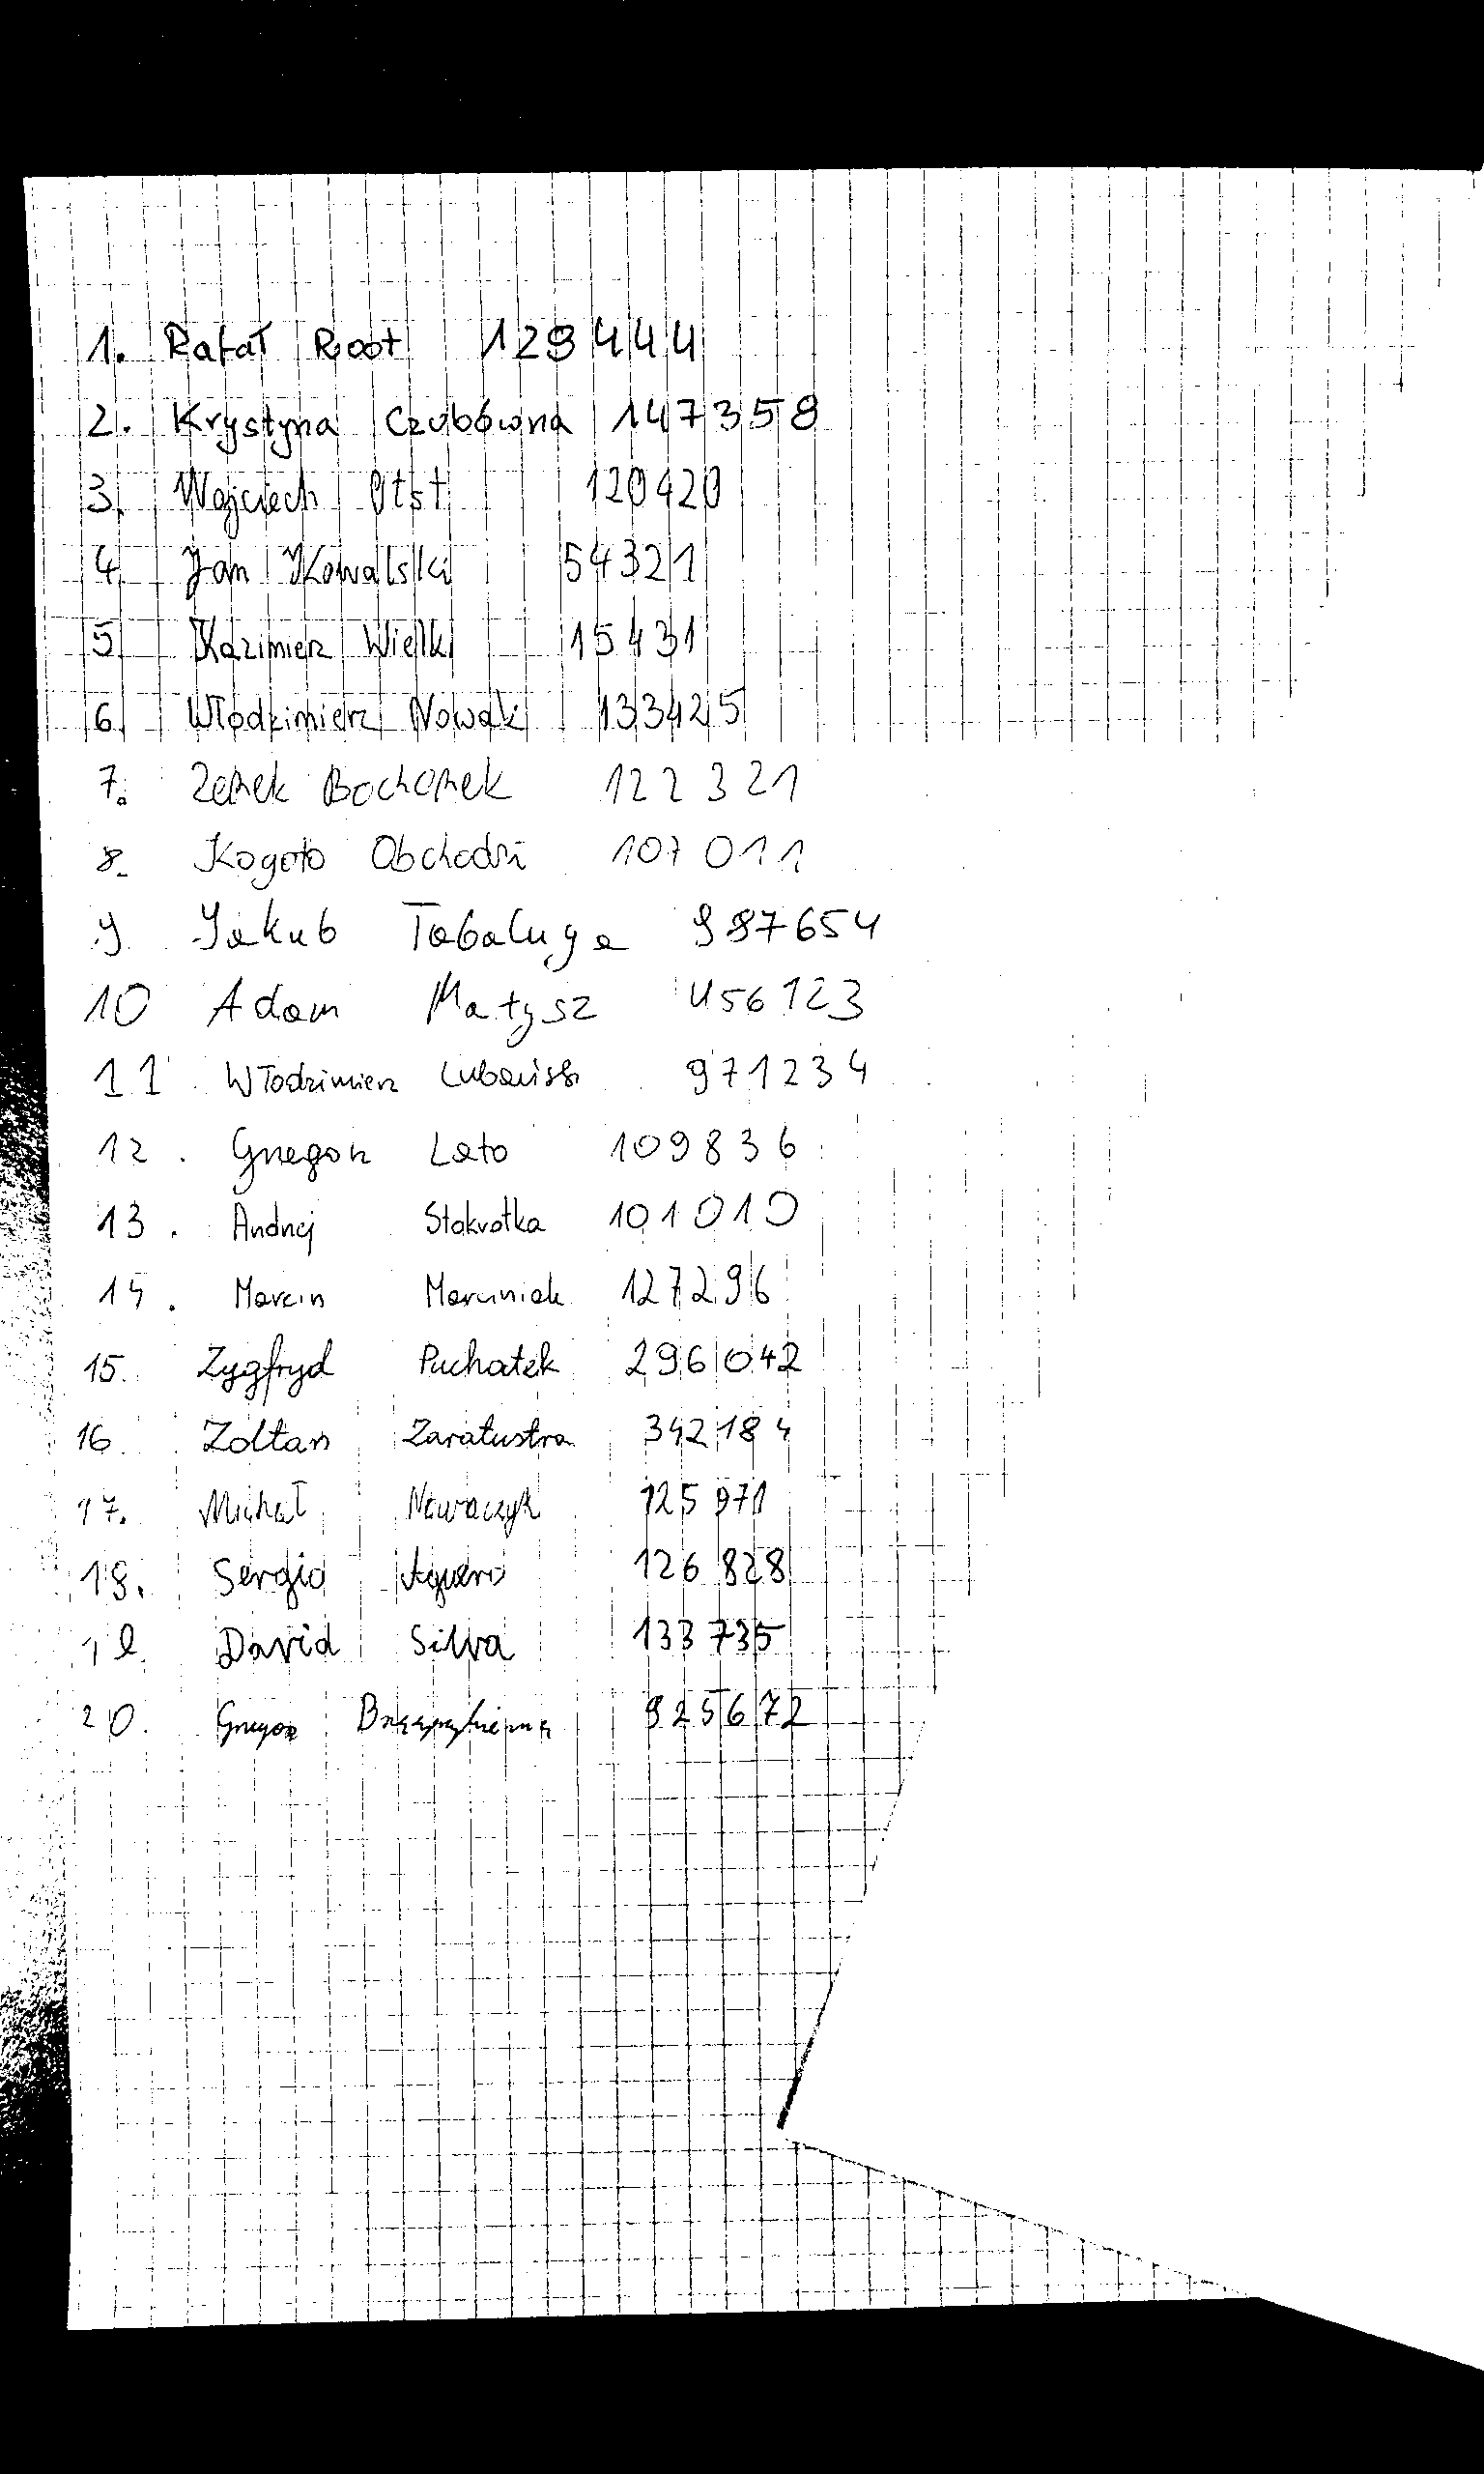 1. Rafał Root 129444
2. Krystyna Czubówna 147358
3. Wojciech Otst 120420
4. Jan Kowalski 54321
5 Kazimierz Wielki 15431
6. Włodzimierz Nowak 133425
7. Zenek Bochenek 122321
8. Kogoto Obchodzi 107011
9. Jakub Tabaluga 987654
10 Adam Matysz 456123
11 Włodzimierz Lubański 971234
12. Grzegorz Lato 109836
13. Andrzej Stokrotka 101010
14. Marcin Marciniak 127296
15. Zygfryd Puchatek 296042
16. Zoltan Zaratustra 342184
17. Michał Nowaczyk 125971
18. Sergio Aguero 126828
19. David Silva 133735
20. Grzegorz 925672